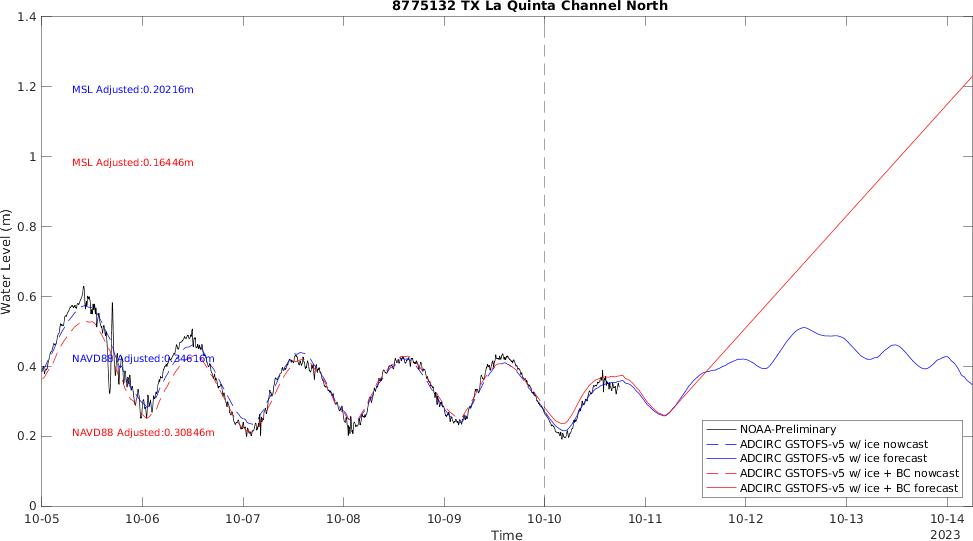 8775132 TX La Quinta Channel North
Water Level (m)
1.4
1.2
1
0.8
0.6
0.4
0.2
0
MSL Adjusted:0.20216m
MSL Adjusted:0.16446m
NAVD88 Adjusted:0.34616m
NAVD88 Adjusted:0.30846m
NOAA-Preliminary
ADCIRC GSTOFS-v5 w/ ice nowcast
ADCIRC GSTOFS-v5 w/ ice forecast
ADCIRC GSTOFS-v5 w/ ice + BC nowcast
ADCIRC GSTOFS-v5 w/ ice + BC forecast
10-05 10-06 10-07 10-08 10-09 10-10 10-11 10-12 10-13 10-14
Time
2023